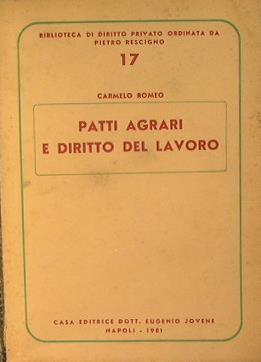 BIBLIOTECA DI DIRITTO PRIVATO ORDINATA DA
PIETRO RESCIGNO
17
CARMELO ROMEO
PATTI AGRARI
E DIRITTO DEL LAVORO
CASA EDITRICE DOTT. EUGENIO JOVENE
NAPOLI - 1981